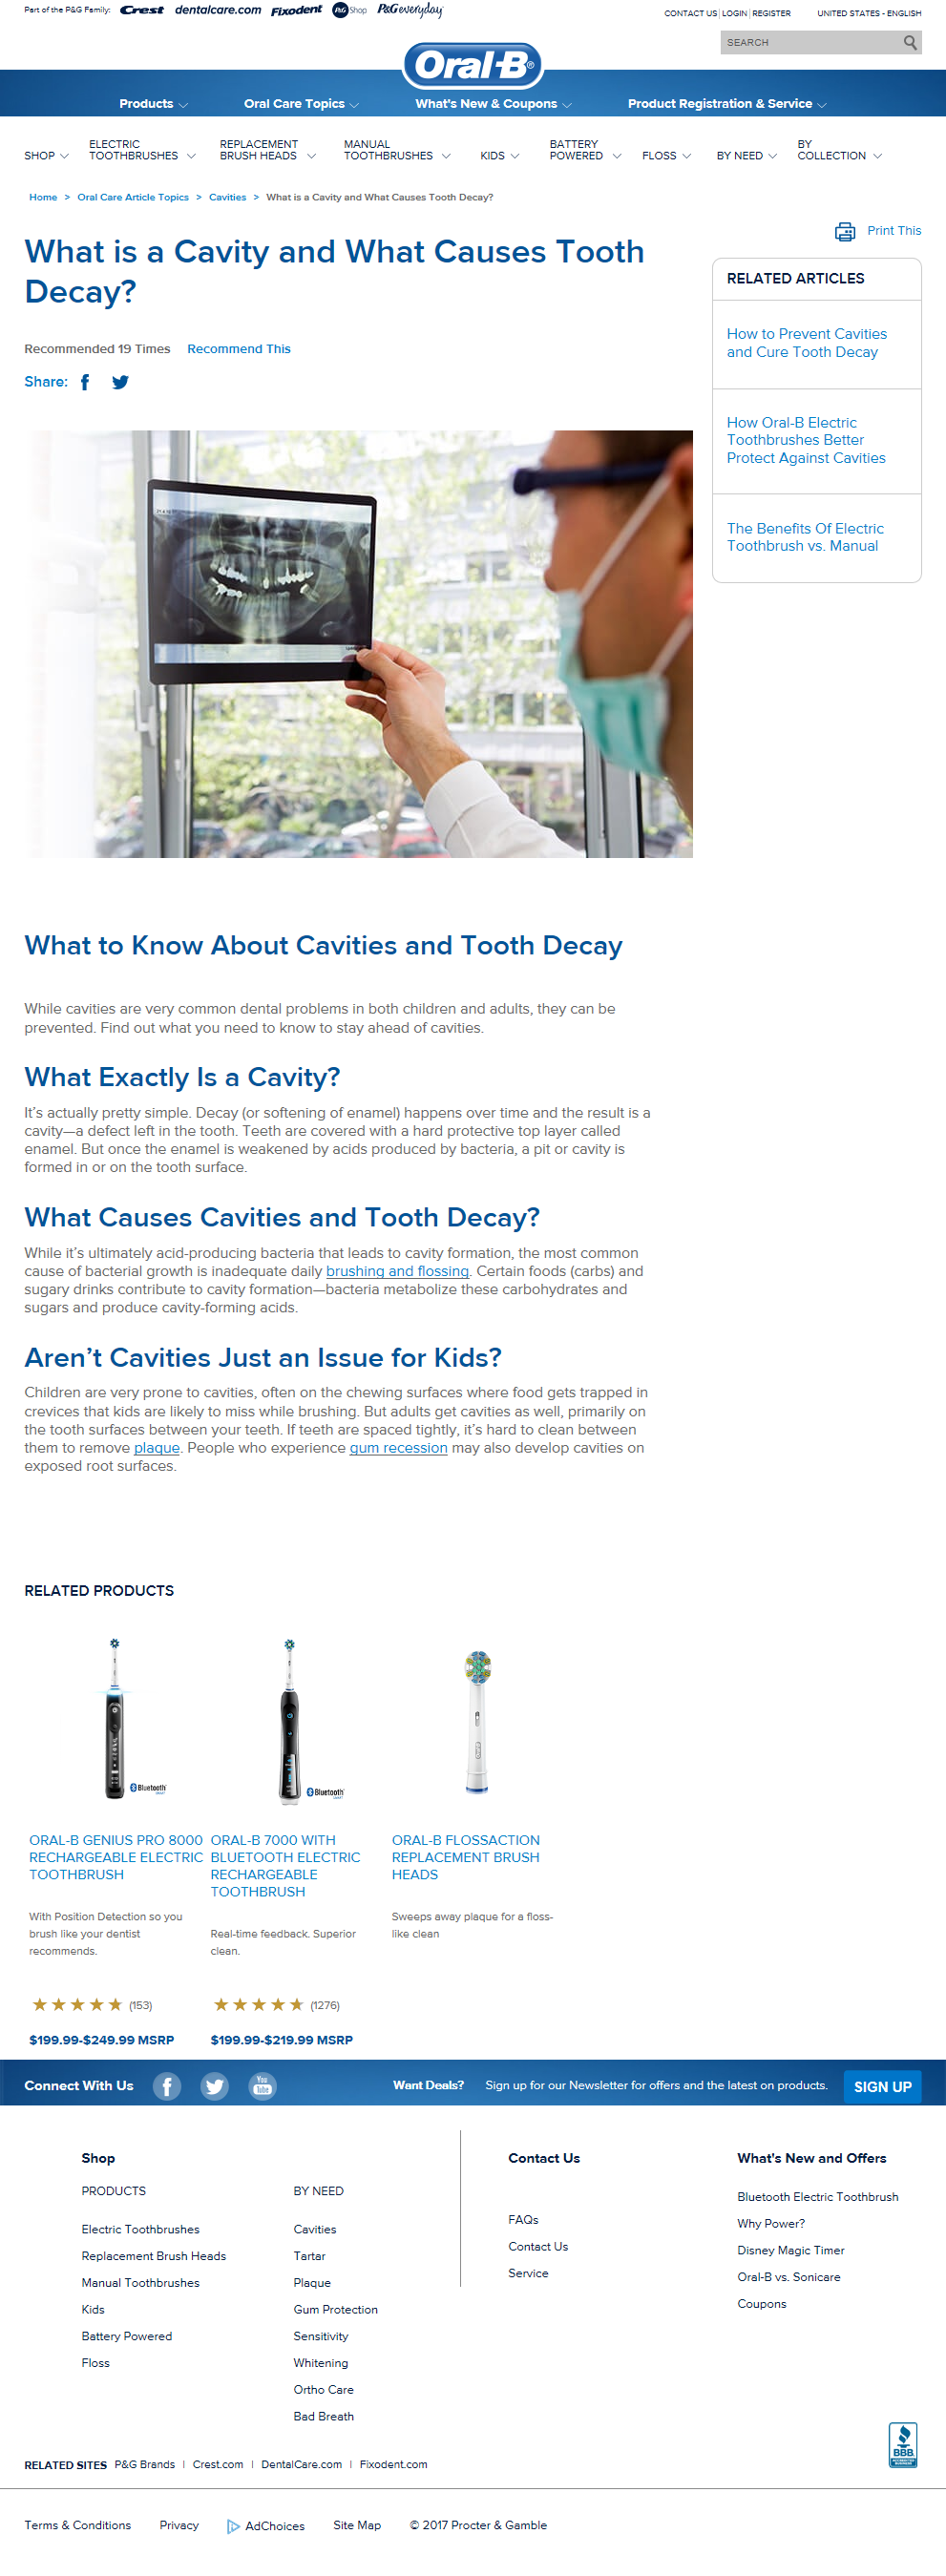 Part of the P&G Family: Crest dentalcare.com Fixodent P&G Shop P&G everyday
CONTACT US | LOGIN | REGISTER UNITED STATES - ENGLISH
SEARCH
Oral-B®
Products Oral Care Topics What's New & Coupons Product Registration & Service
SHOP ELECTRIC TOOTHBRUSHES REPLACEMENT BRUSH HEADS MANUAL TOOTHBRUSHES KIDS BATTERY POWERED FLOSS BY NEED BY COLLECTION
Home > Oral Care Article Topics > Cavities > What is a Cavity and What Causes Tooth Decay?
Print This
What is a Cavity and What Causes Tooth
Decay?
Recommended 19 Times Recommend This
Share:
RELATED ARTICLES
How to Prevent Cavities
and Cure Tooth Decay
How Oral-B Electric
Toothbrushes Better
Protect Against Cavities
The Benefits Of Electric
Toothbrush vs. Manual
What to Know About Cavities and Tooth Decay
While cavities are very common dental problems in both children and adults, they can be
prevented. Find out what you need to know to stay ahead of cavities.
What Exactly Is a Cavity?
It’s actually pretty simple. Decay (or softening of enamel) happens over time and the result is a
cavity—a defect left in the tooth. Teeth are covered with a hard protective top layer called
enamel. But once the enamel is weakened by acids produced by bacteria, a pit or cavity is
formed in or on the tooth surface.
What Causes Cavities and Tooth Decay?
While it’s ultimately acid-producing bacteria that leads to cavity formation, the most common
cause of bacterial growth is inadequate daily brushing and flossing. Certain foods (carbs) and
sugary drinks contribute to cavity formation—bacteria metabolize these carbohydrates and
sugars and produce cavity-forming acids.
Aren’t Cavities Just an Issue for Kids?
Children are very prone to cavities, often on the chewing surfaces where food gets trapped in
crevices that kids are likely to miss while brushing. But adults get cavities as well, primarily on
the tooth surfaces between your teeth. If teeth are spaced tightly, it’s hard to clean between
them to remove plaque. People who experience gum recession may also develop cavities on
exposed root surfaces.
RELATED PRODUCTS
Bluetooth
Bluetooth
ORAL-B GENIUS PRO 8000
RECHARGEABLE ELECTRIC
TOOTHBRUSH
With Position Detection so you
brush like your dentist
recommends.
(153)
$199.99-$249.99 MSRP
ORAL-B 7000 WITH
BLUETOOTH ELECTRIC
RECHARGEABLE
TOOTHBRUSH
Real-time feedback. Superior
clean.
(1276)
$199.99-$219.99 MSRP
ORAL-B FLOSSACTION
REPLACEMENT BRUSH
HEADS
Sweeps away plaque for a floss-
like clean
Connect With Us You Tube Want Deals? Sign up for our Newsletter for offers and the latest on products. SIGN UP
Shop
PRODUCTS
Electric Toothbrushes
Replacement Brush Heads
Manual Toothbrushes
Kids
Battery Powered
Floss
BY NEED
Cavities
Tartar
Plaque
Gum Protection
Sensitivity
Whitening
Ortho Care
Bad Breath
Contact Us
FAQs
Contact Us
Service
What's New and Offers
Bluetooth Electric Toothbrush
Why Power?
Disney Magic Timer
Oral-B vs. Sonicare
Coupons
BBB
RELATED SITES P&G Brands | Crest.com | DentalCare.com | Fixodent.com
Terms & Conditions Privacy AdChoices Site Map © 2017 Procter & Gamble